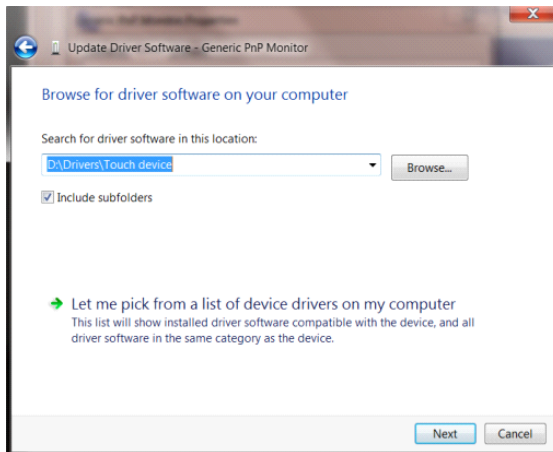 Update Driver Software - Generic PnP Monitor
Browse for driver software on your computer
Search for driver software in this location:
D:\Drivers\Touch device
Browse...
Include subfolders
Let me pick from a list of device drivers on my computer
This list will show installed driver software compatible with the device, and all
driver software in the same category as the device.
Next
Cancel